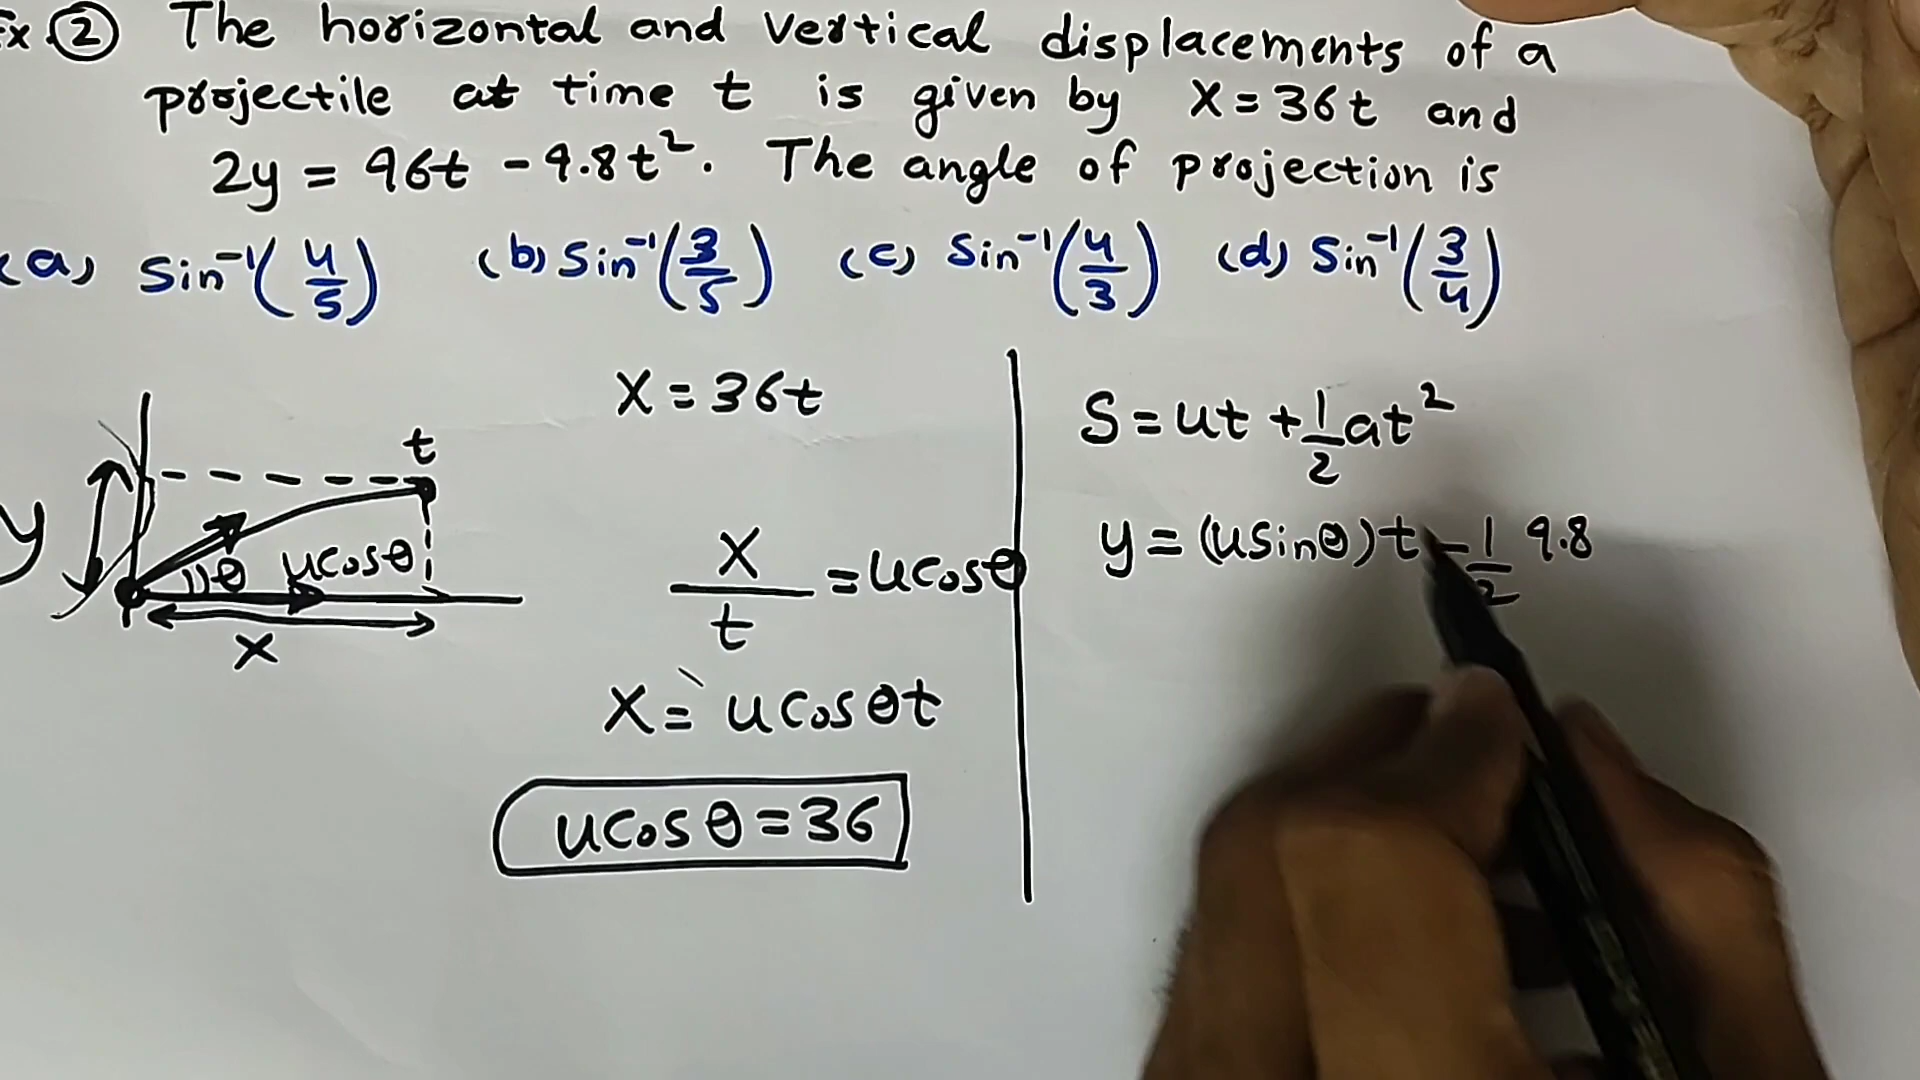 Ex. ② The horizontal and vertical displacements of a
projectile at time t is given by X=36t and
2y = 96t - 9.8t². The angle of projection is
(a) Sin⁻¹(4/5) (b) Sin⁻¹(3/5) (c) Sin⁻¹(4/3) (d) Sin⁻¹(3/4)
t
y
θ
ucosθ
x
X=36t
X/t = ucosθ
X= ucosθt
ucosθ=36
S=ut+1/2at²
y=(usinθ)t-1/2 9.8